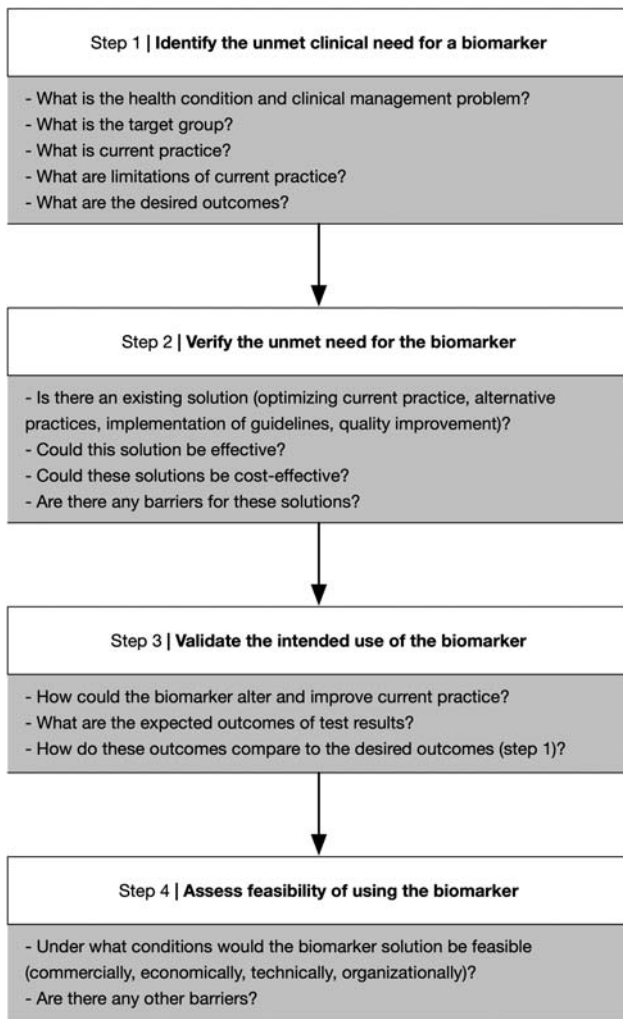 Step 1 | Identify the unmet clinical need for a biomarker
- What is the health condition and clinical management problem?
- What is the target group?
- What is current practice?
- What are limitations of current practice?
- What are the desired outcomes?
Step 2 | Verify the unmet need for the biomarker
- Is there an existing solution (optimizing current practice, alternative
practices, implementation of guidelines, quality improvement)?
- Could this solution be effective?
- Could these solutions be cost-effective?
- Are there any barriers for these solutions?
Step 3 | Validate the intended use of the biomarker
- How could the biomarker alter and improve current practice?
- What are the expected outcomes of test results?
- How do these outcomes compare to the desired outcomes (step 1)?
Step 4 | Assess feasibility of using the biomarker
- Under what conditions would the biomarker solution be feasible
(commercially, economically, technically, organizationally)?
- Are there any other barriers?